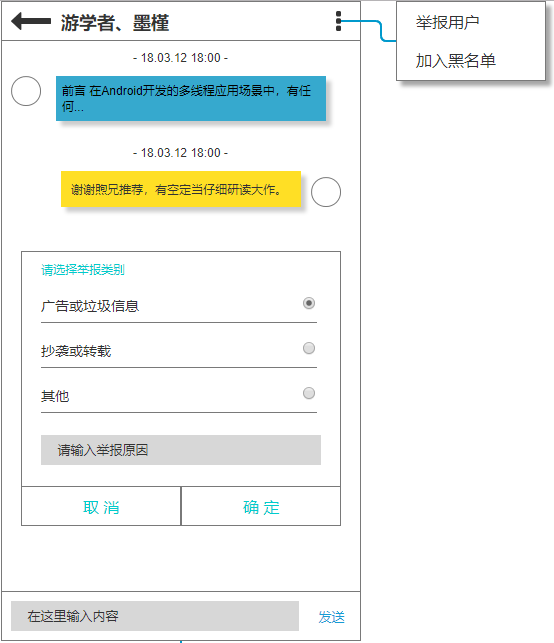 游学者、墨槿
举报用户
加入黑名单
- 18.03.12 18:00 -
前言 在Android开发的多线程应用场景中，有任
何...
- 18.03.12 18:00 -
谢谢煦兄推荐，有空定当仔细研读大作。
请选择举报类别
广告或垃圾信息
抄袭或转载
其他
请输入举报原因
取 消
确 定
在这里输入内容
发送